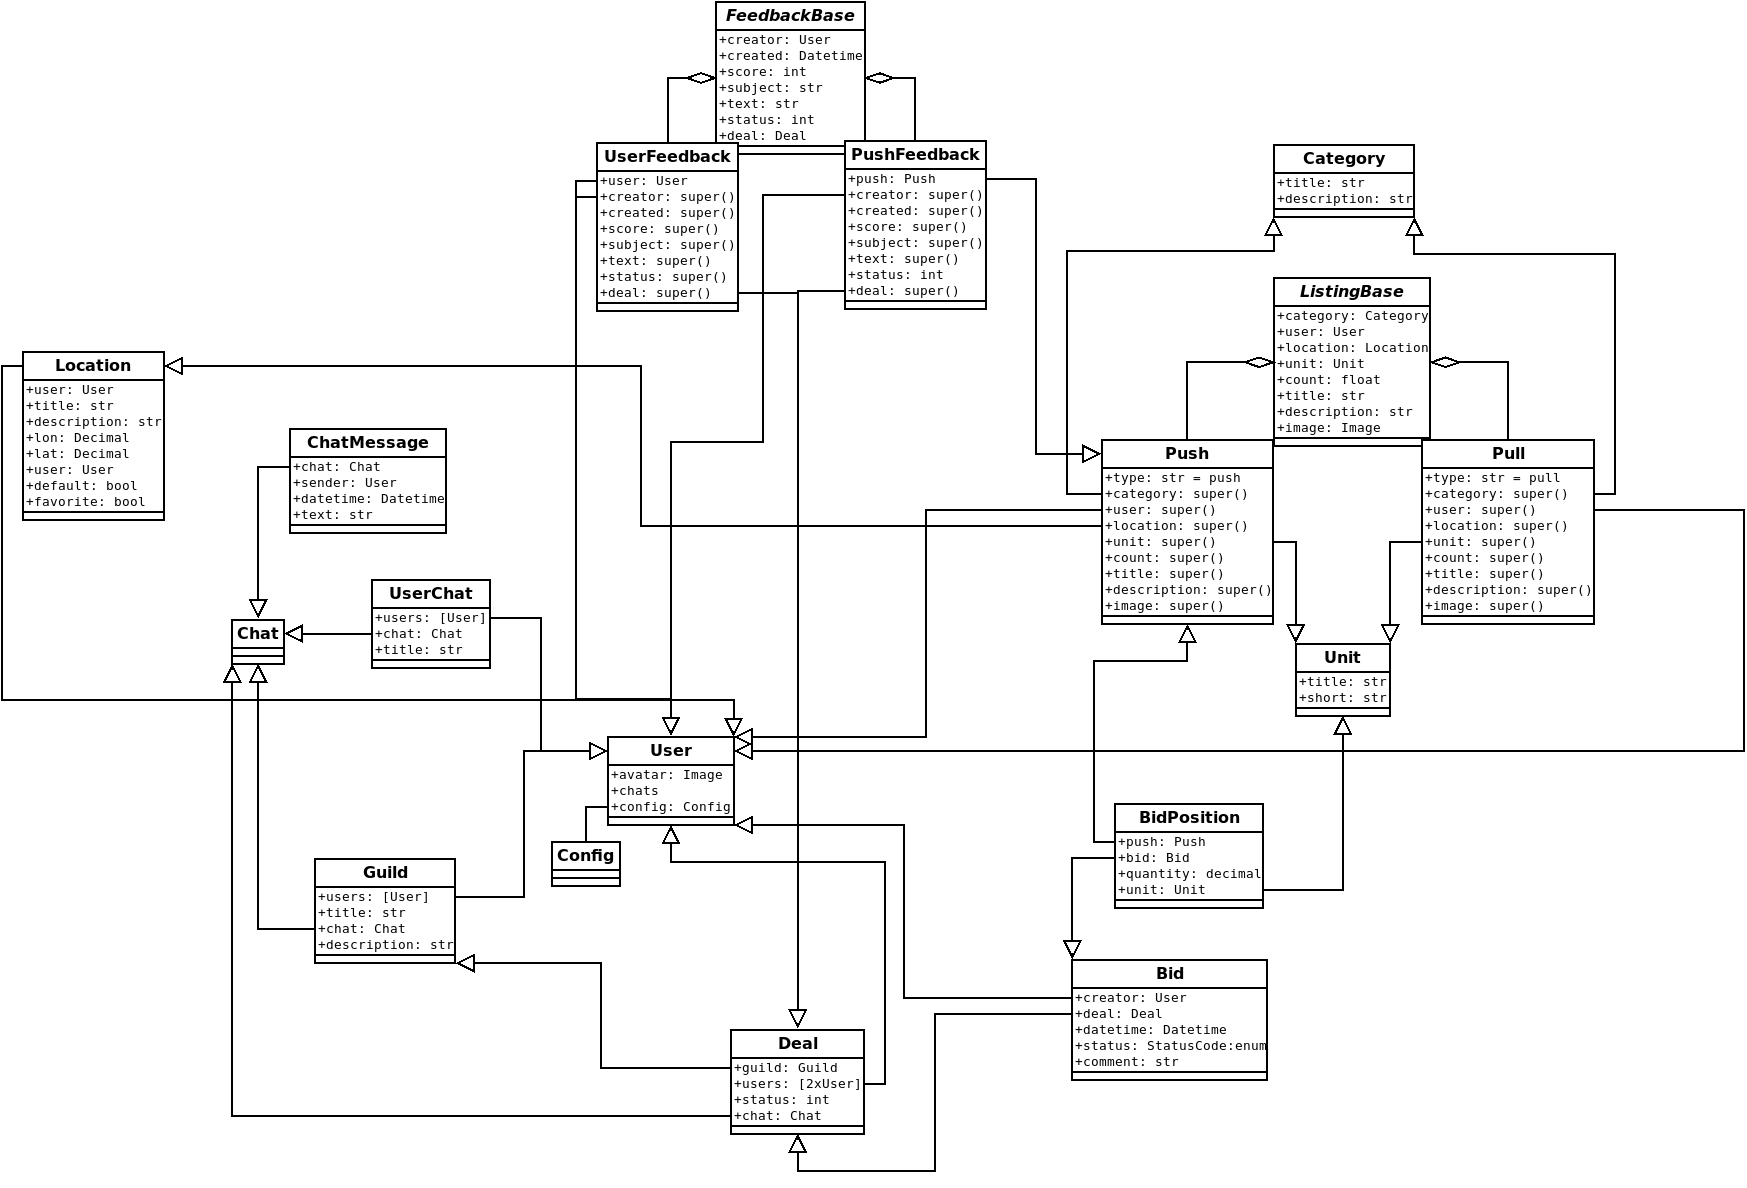 FeedbackBase
+creator: User
+created: Datetime
+score: int
+subject: str
+text: str
+status: int
+deal: Deal
UserFeedback
+user: User
+creator: super()
+created: super()
+score: super()
+subject: super()
+text: super()
+status: super()
+deal: super()
PushFeedback
+push: Push
+creator: super()
+created: super()
+score: super()
+subject: super()
+text: super()
+status: int
+deal: super()
Category
+title: str
+description: str
ListingBase
+category: Category
+user: User
+location: Location
+unit: Unit
+count: float
+title: str
+description: str
+image: Image
Location
+user: User
+title: str
+description: str
+lon: Decimal
+lat: Decimal
+user: User
+default: bool
+favorite: bool
ChatMessage
+chat: Chat
+sender: User
+datetime: Datetime
+text: str
Push
+type: str = push
+category: super()
+user: super()
+location: super()
+unit: super()
+count: super()
+title: super()
+description: super()
+image: super()
Pull
+type: str = pull
+category: super()
+user: super()
+location: super()
+unit: super()
+count: super()
+title: super()
+description: super()
+image: super()
UserChat
+users: [User]
+chat: Chat
+title: str
Chat
Unit
+title: str
+short: str
User
+avatar: Image
+chats
+config: Config
Config
BidPosition
+push: Push
+bid: Bid
+quantity: decimal
+unit: Unit
Guild
+users: [User]
+title: str
+chat: Chat
+description: str
Bid
+creator: User
+deal: Deal
+datetime: Datetime
+status: StatusCode:enum
+comment: str
Deal
+guild: Guild
+users: [2xUser]
+status: int
+chat: Chat